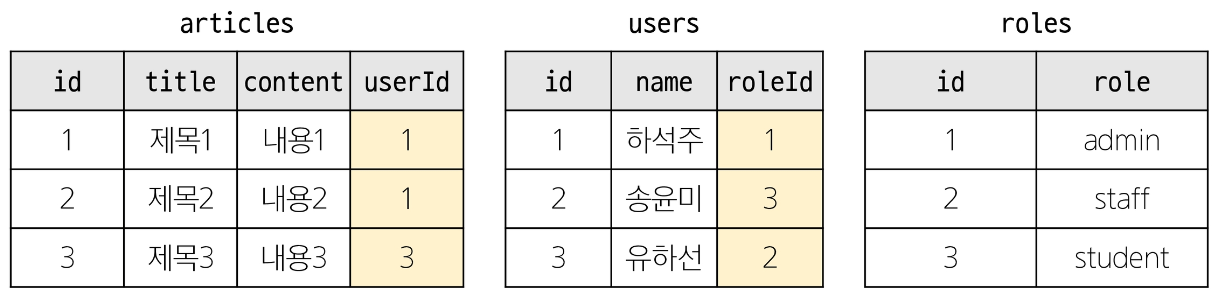 articles
id title content userId
1 제목1 내용1 1
2 제목2 내용2 1
3 제목3 내용3 3
users
id name roleId
1 하석주 1
2 송윤미 3
3 유하선 2
roles
id role
1 admin
2 staff
3 student